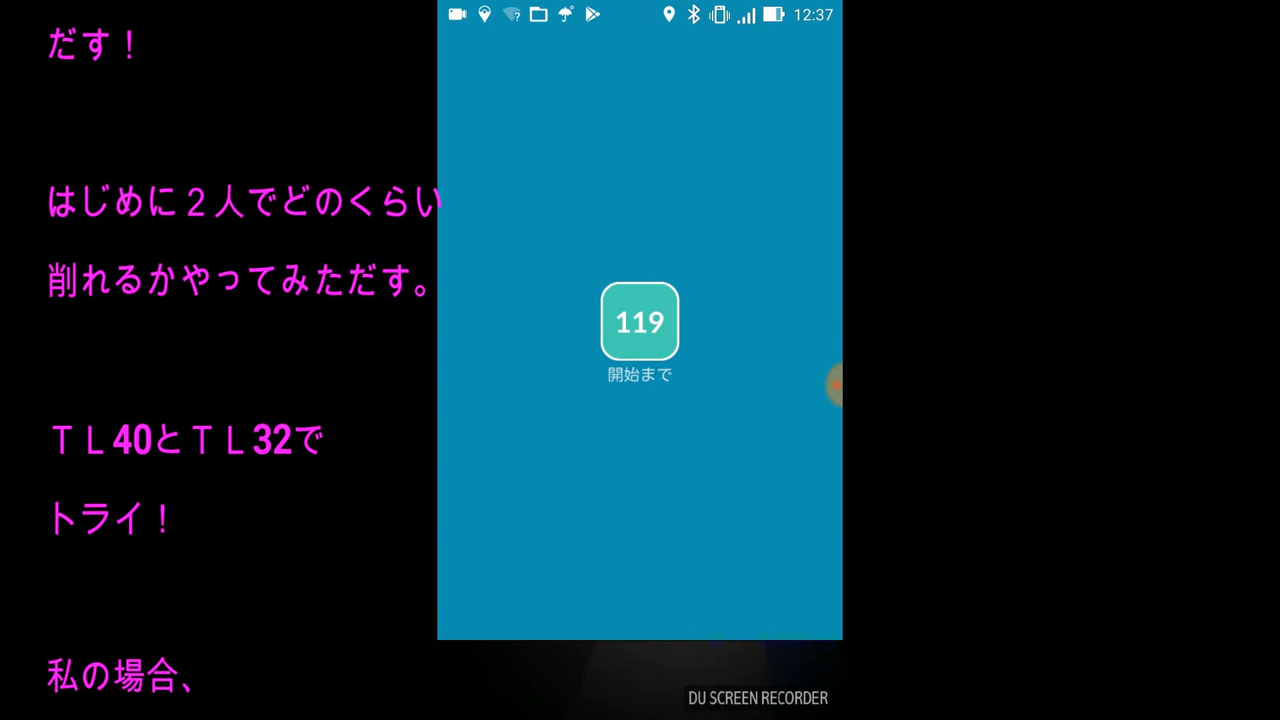 だす！
はじめに２人でどのくらい
削れるかやってみただす。
ＴＬ40とＴＬ32で
トライ！
私の場合、
12:37
119
開始まで
DU SCREEN RECORDER